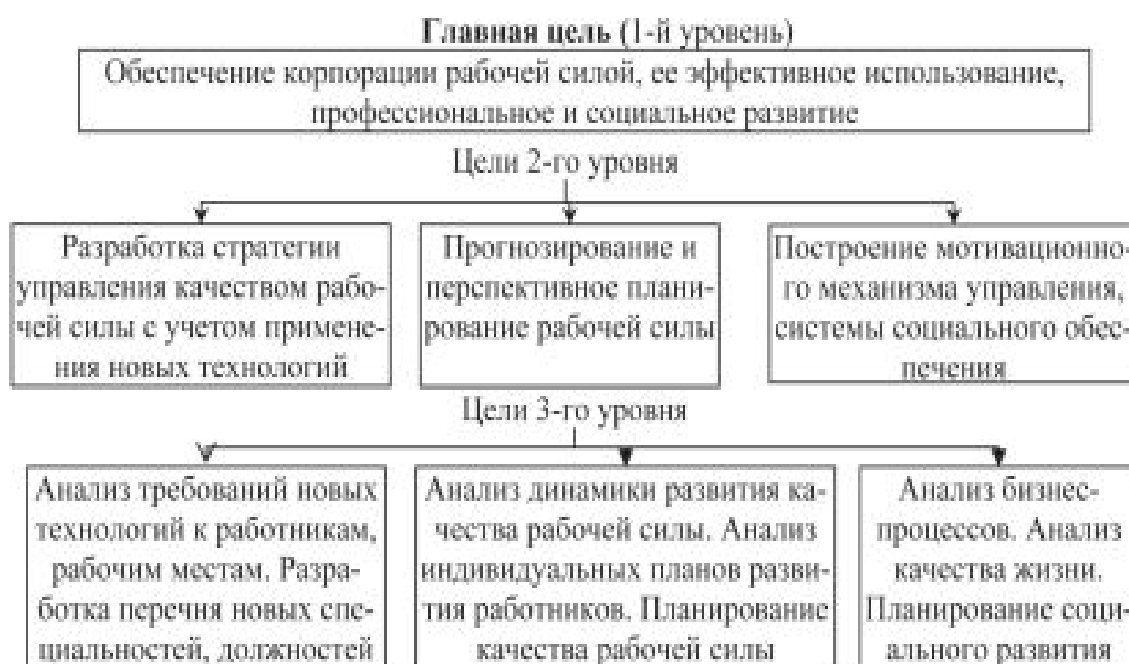 Главная цель (1-й уровень)
Обеспечение корпорации рабочей силой, ее эффективное использование,
профессиональное и социальное развитие
Цели 2-го уровня
Разработка стратегии
управления качеством рабо-
чей силы с учетом примене-
ния новых технологий
Прогнозирование и
перспективное плани-
рование рабочей силы
Построение мотивационно-
го механизма управления,
системы социального обес-
печения
Цели 3-го уровня
Анализ требований новых
технологий к работникам,
рабочим местам. Разра-
ботка перечня новых спе-
циальностей, должностей
Анализ динамики развития ка-
чества рабочей силы. Анализ
индивидуальных планов разви-
тия работников. Планирование
качества рабочей силы
Анализ бизнес-
процессов. Анализ
качества жизни.
Планирование соци-
ального развития